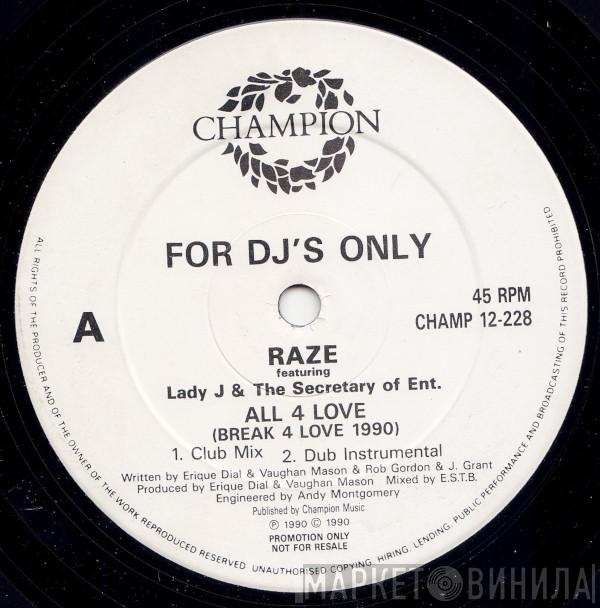 CHAMPION
FOR DJ'S ONLY
A
45 RPM
CHAMP 12-228
RAZE
featuring
Lady J & The Secretary of Ent.
ALL 4 LOVE
(BREAK 4 LOVE 1990)
1. Club Mix 2. Dub Instrumental
Written by Erique Dial & Vaughan Mason & Rob Gordon & J. Grant
Produced by Erique Dial & Vaughan Mason Mixed by E.S.T.B.
Engineered by Andy Montgomery
Published by Champion Music
℗ 1990 © 1990
PROMOTION ONLY
NOT FOR RESALE
ALL RIGHTS OF THE PRODUCER AND OF THE OWNER OF THE WORK REPRODUCED RESERVED. UNAUTHORISED COPYING, HIRING, LENDING, PUBLIC PERFORMANCE AND BROADCASTING OF THIS RECORD PROHIBITED
МАРКЕТ ВИНИЛА